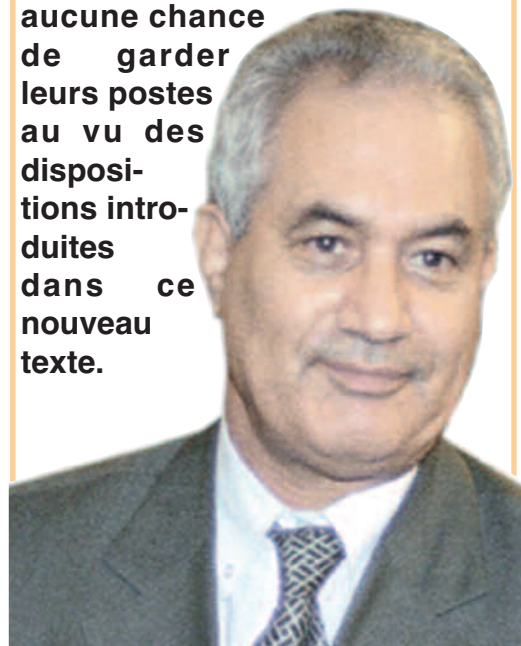 aucune chance
de garder
leurs postes
au vu des
disposi-
tions intro-
duites
dans ce
nouveau
texte.